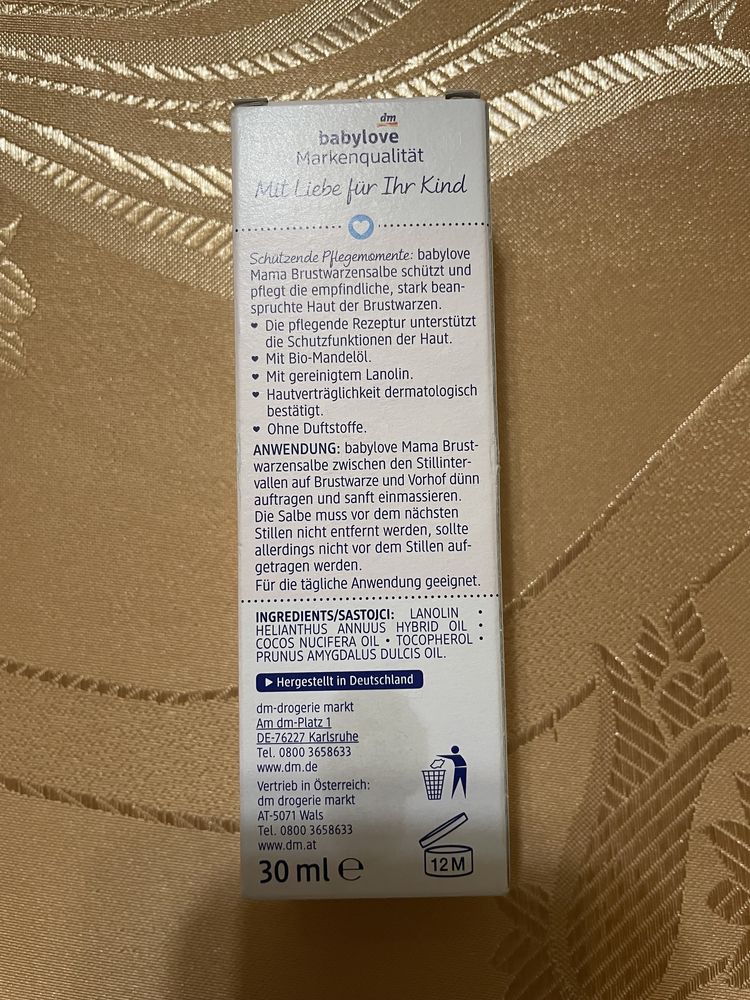 dm
babylove
Markenqualität
Mit Liebe für Ihr Kind
Schützende Pflegemomente: babylove
Mama Brustwarzensalbe schützt und
pflegt die empfindliche, stark bean-
spruchte Haut der Brustwarzen.
♥ Die pflegende Rezeptur unterstützt
die Schutzfunktionen der Haut.
♥ Mit Bio-Mandelöl.
♥ Mit gereinigtem Lanolin.
♥ Hautverträglichkeit dermatologisch
bestätigt.
♥ Ohne Duftstoffe.
ANWENDUNG: babylove Mama Brust-
warzensalbe zwischen den Stillinter-
vallen auf Brustwarze und Vorhof dünn
auftragen und sanft einmassieren.
Die Salbe muss vor dem nächsten
Stillen nicht entfernt werden, sollte
allerdings nicht vor dem Stillen auf-
getragen werden.
Für die tägliche Anwendung geeignet.
INGREDIENTS/SASTOJCI: LANOLIN •
HELIANTHUS ANNUUS HYBRID OIL •
COCOS NUCIFERA OIL • TOCOPHEROL •
PRUNUS AMYGDALUS DULCIS OIL.
▶ Hergestellt in Deutschland
dm-drogerie markt
Am dm-Platz 1
DE-76227 Karlsruhe
Tel. 0800 3658633
www.dm.de
Vertrieb in Österreich:
dm drogerie markt
AT-5071 Wals
Tel. 0800 3658633
www.dm.at
30 ml ℮
12 M